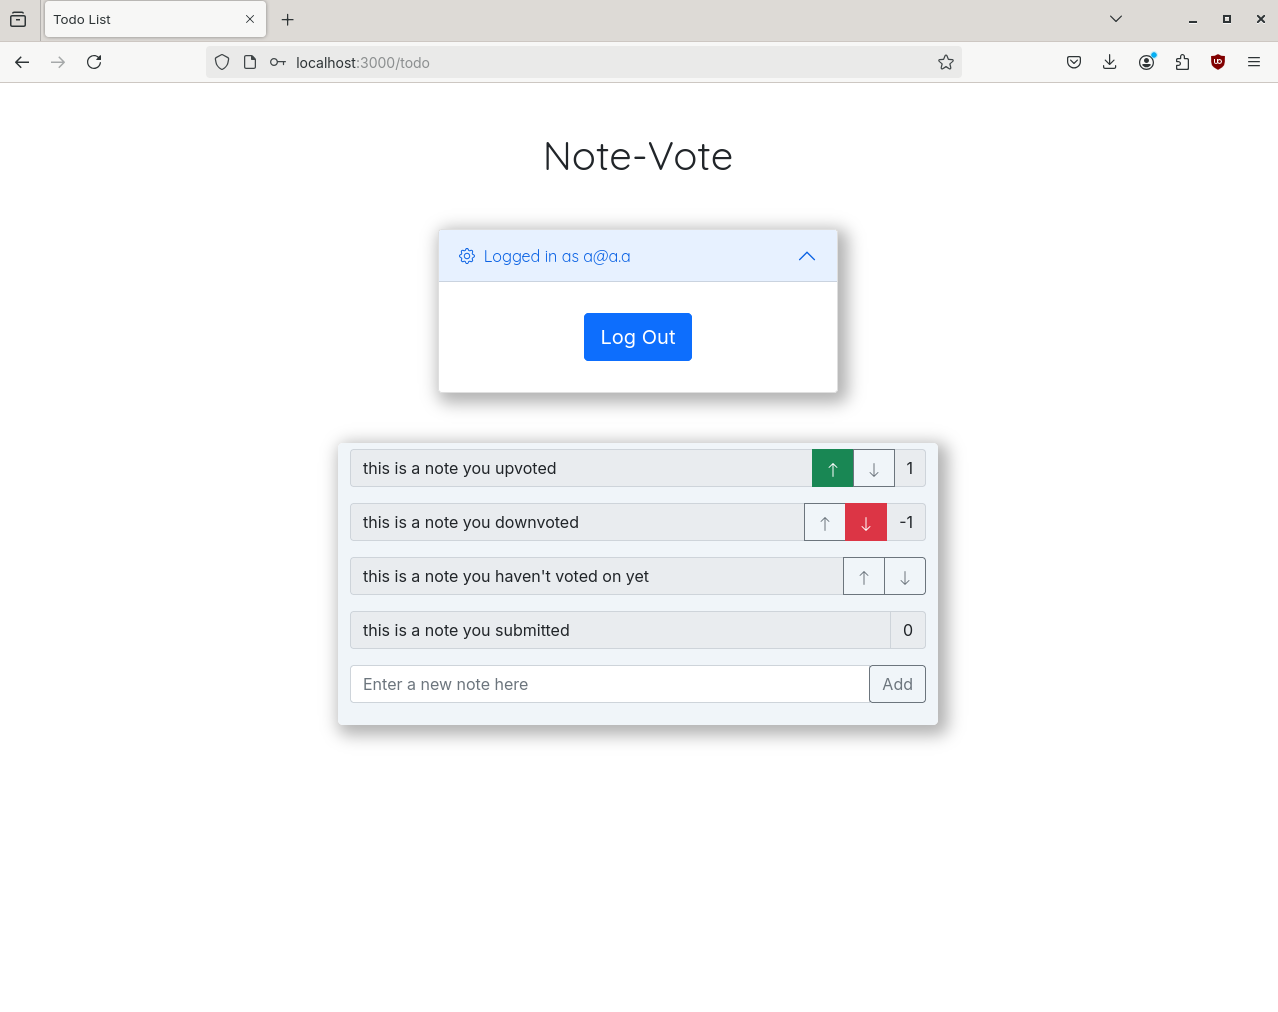 Todo List
localhost:3000/todo
Note-Vote
Logged in as a@a.a
Log Out
this is a note you upvoted ↑ ↓ 1
this is a note you downvoted ↑ ↓ -1
this is a note you haven't voted on yet ↑ ↓
this is a note you submitted 0
Enter a new note here Add